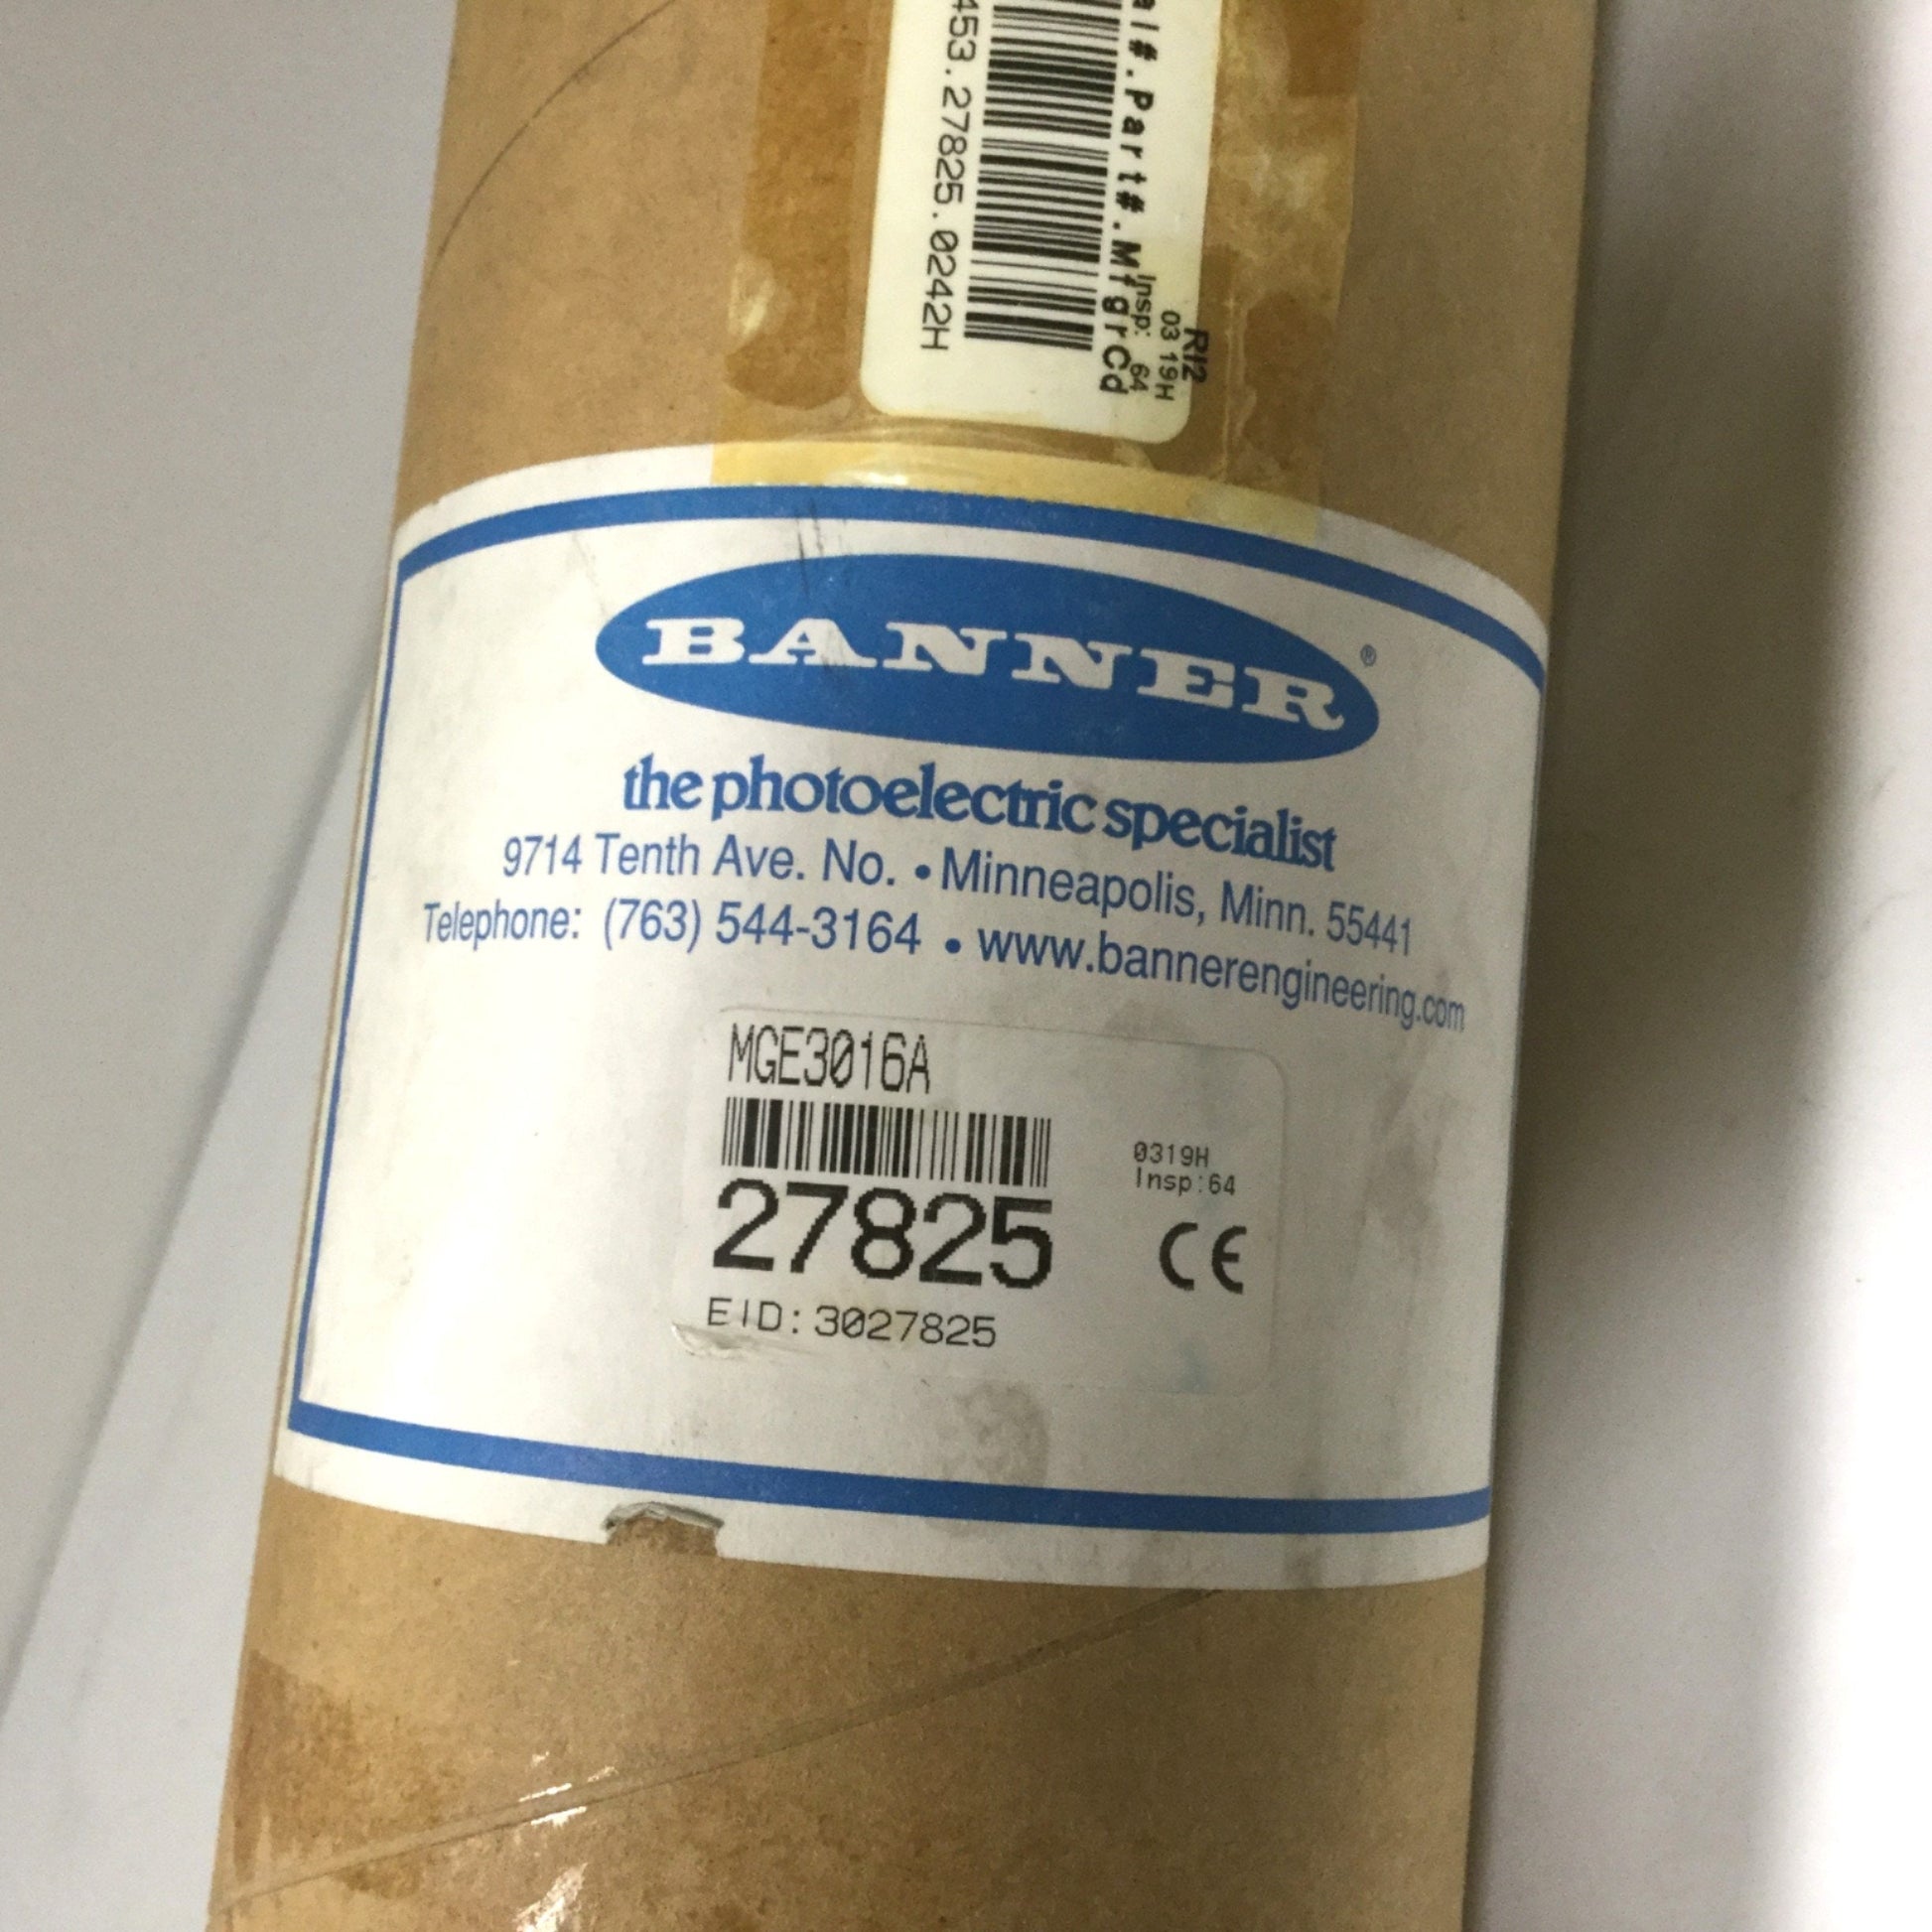 453.27825.0242H
al#.Part#.MfgrCd
Insp: 64
03 19H
RI2
BANNER®
the photoelectric specialist
9714 Tenth Ave. No. • Minneapolis, Minn. 55441
Telephone: (763) 544-3164 • www.bannerengineering.com
MGE3016A
27825
0319H
Insp:64
CE
EID:3027825